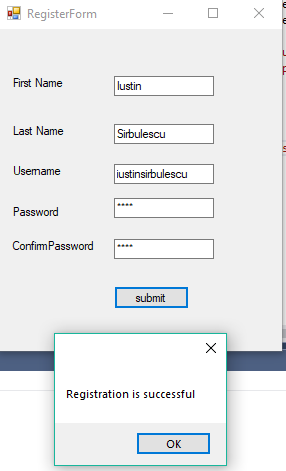 RegisterForm
First Name
Iustin
Last Name
Sirbulescu
Username
iustinsirbulescu
Password
****
ConfirmPassword
****
submit
Registration is successful
OK